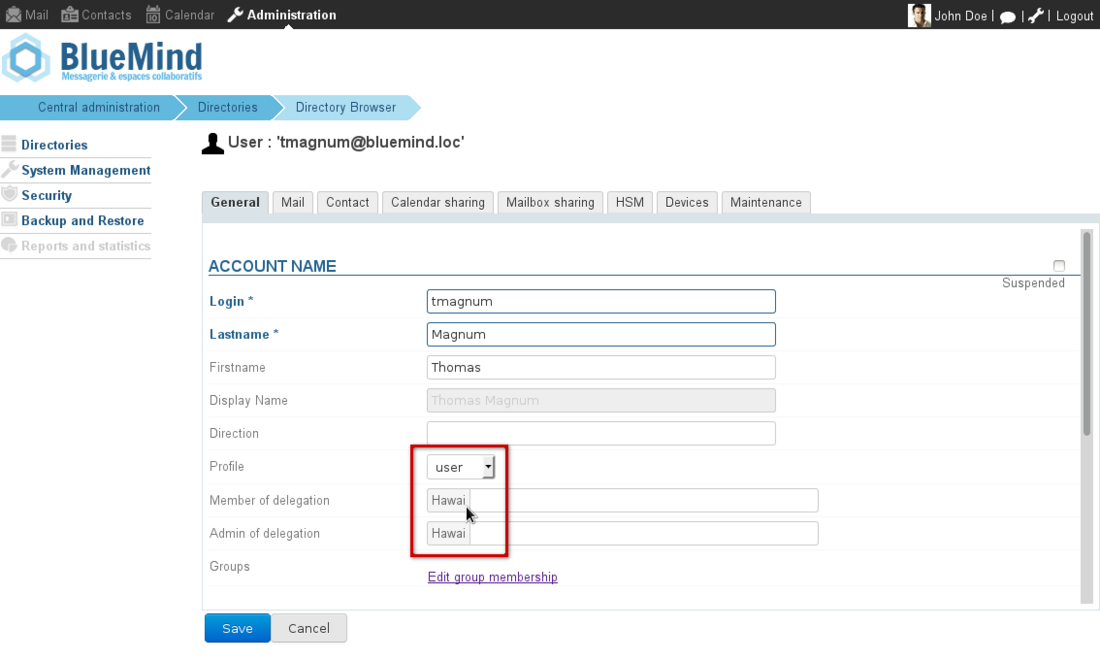 Mail Contacts Calendar Administration John Doe | | | Logout
BlueMind
Messagerie & espaces collaboratifs
Central administration Directories Directory Browser
Directories
System Management
Security
Backup and Restore
Reports and statistics
User : 'tmagnum@bluemind.loc'
General Mail Contact Calendar sharing Mailbox sharing HSM Devices Maintenance
ACCOUNT NAME
Suspended
Login * tmagnum
Lastname * Magnum
Firstname Thomas
Display Name Thomas Magnum
Direction
Profile user
Member of delegation Hawai
Admin of delegation Hawai
Groups
Edit group membership
Save Cancel